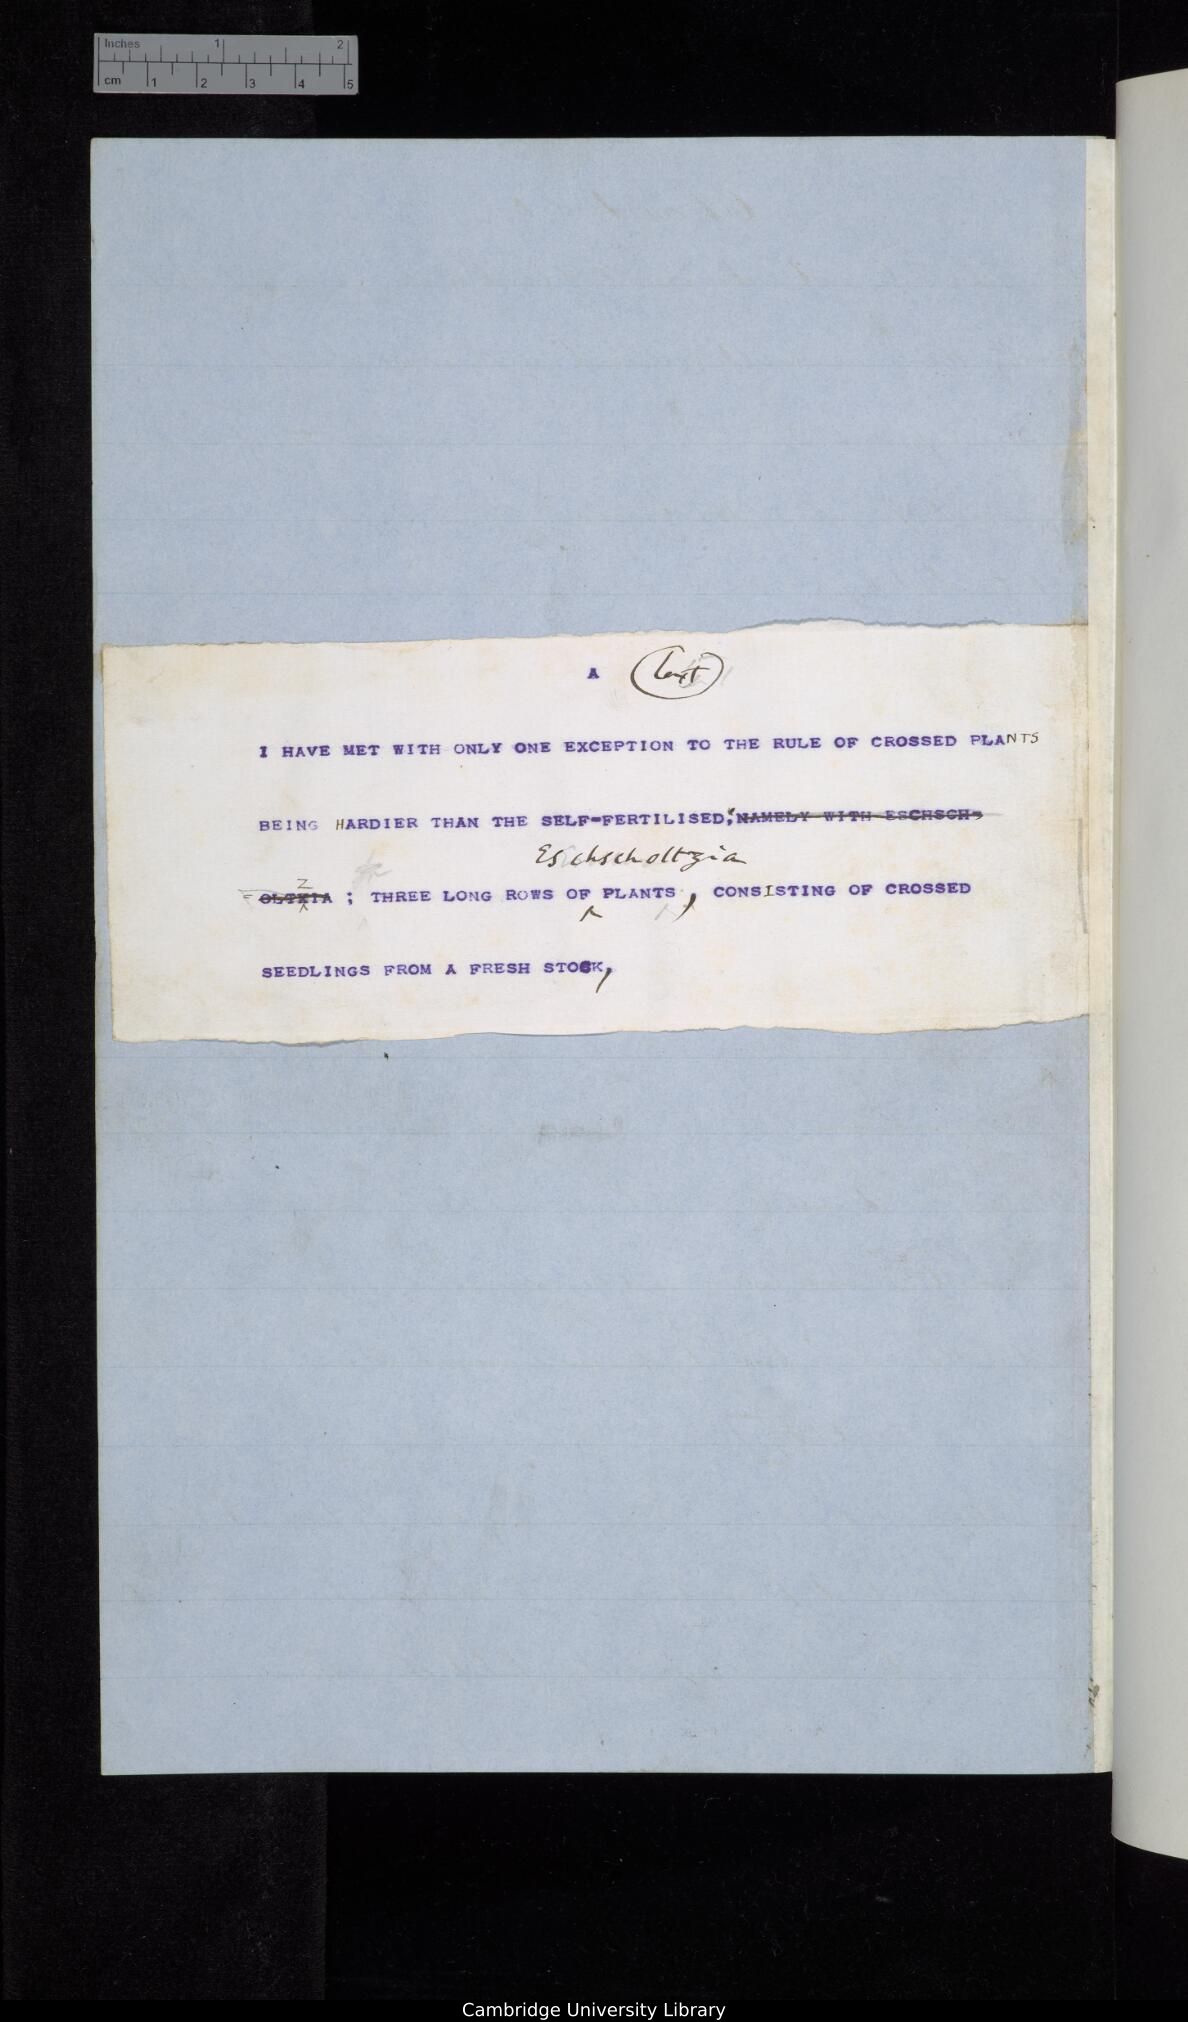 Inches 1 2
cm 1 2 3 4 5
A (Text)
I HAVE MET WITH ONLY ONE EXCEPTION TO THE RULE OF CROSSED PLANTS
BEING HARDIER THAN THE SELF-FERTILISED; NAMELY WITH ESCHSCH-
Eschscholtzia
Z
OLTXIA ; THREE LONG ROWS OF PLANTS , CONSISTING OF CROSSED
SEEDLINGS FROM A FRESH STOCK,
Cambridge University Library